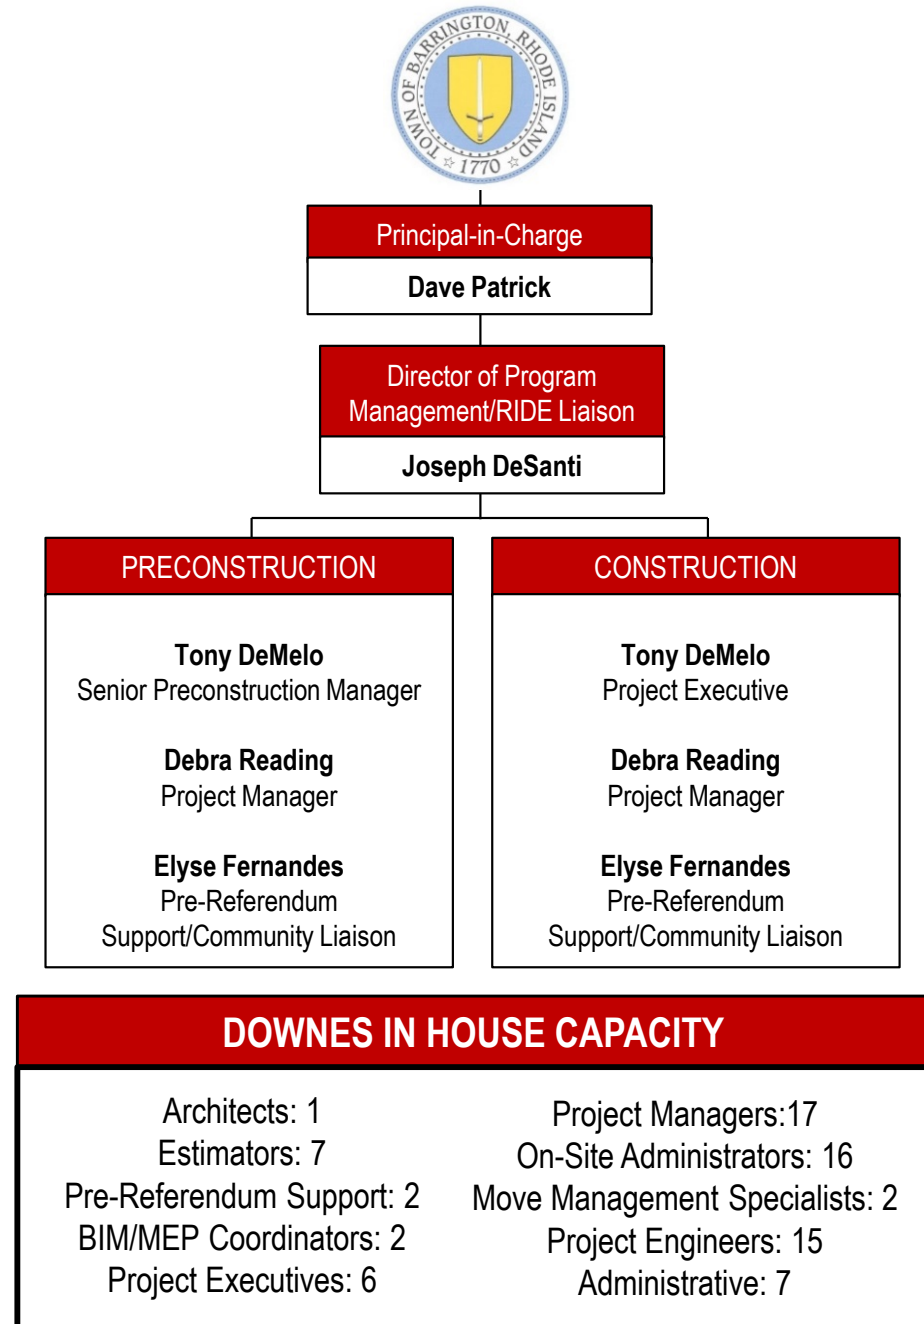 TOWN OF BARRINGTON, RHODE ISLAND
☆ 1770 ☆
Principal-in-Charge
Dave Patrick
Director of Program
Management/RIDE Liaison
Joseph DeSanti
PRECONSTRUCTION
Tony DeMelo
Senior Preconstruction Manager
Debra Reading
Project Manager
Elyse Fernandes
Pre-Referendum
Support/Community Liaison
CONSTRUCTION
Tony DeMelo
Project Executive
Debra Reading
Project Manager
Elyse Fernandes
Pre-Referendum
Support/Community Liaison
DOWNES IN HOUSE CAPACITY
Architects: 1
Estimators: 7
Pre-Referendum Support: 2
BIM/MEP Coordinators: 2
Project Executives: 6
Project Managers:17
On-Site Administrators: 16
Move Management Specialists: 2
Project Engineers: 15
Administrative: 7